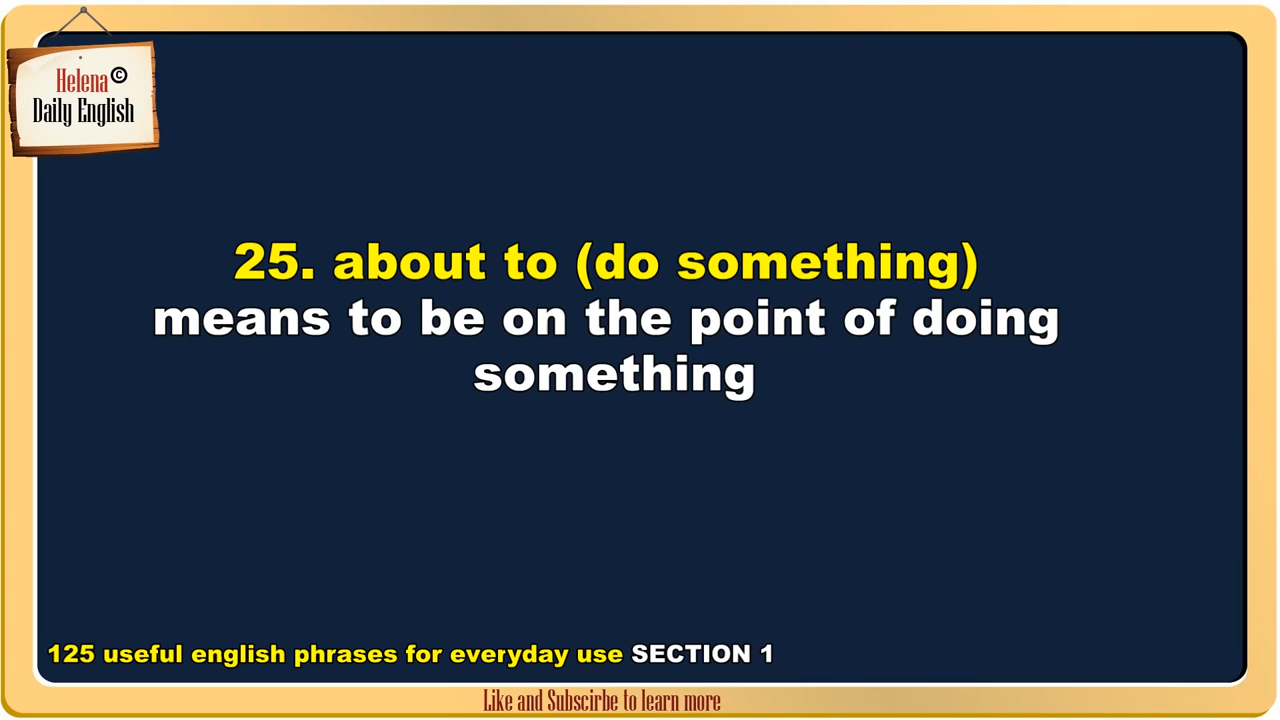 Helena ©
Daily English
25. about to (do something)
means to be on the point of doing
something
125 useful english phrases for everyday use SECTION 1
Like and Subscirbe to learn more